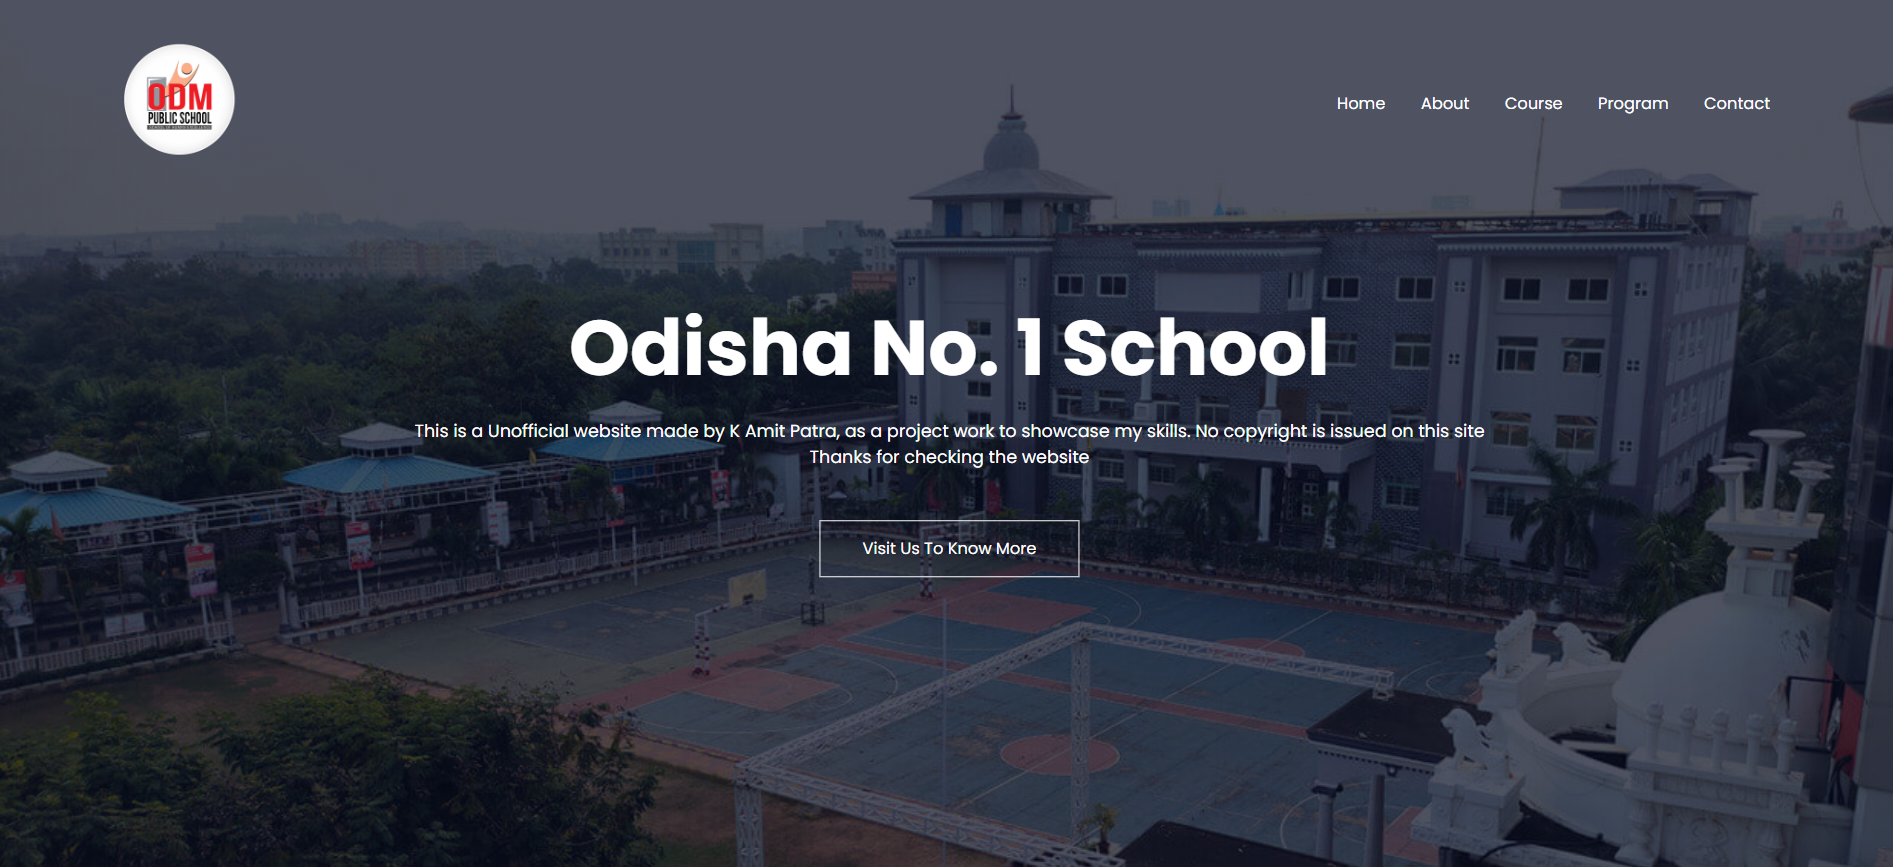 ODM
PUBLIC SCHOOL
Home About Course Program Contact
Odisha No. 1 School
This is a Unofficial website made by K Amit Patra, as a project work to showcase my skills. No copyright is issued on this site
Thanks for checking the website
Visit Us To Know More